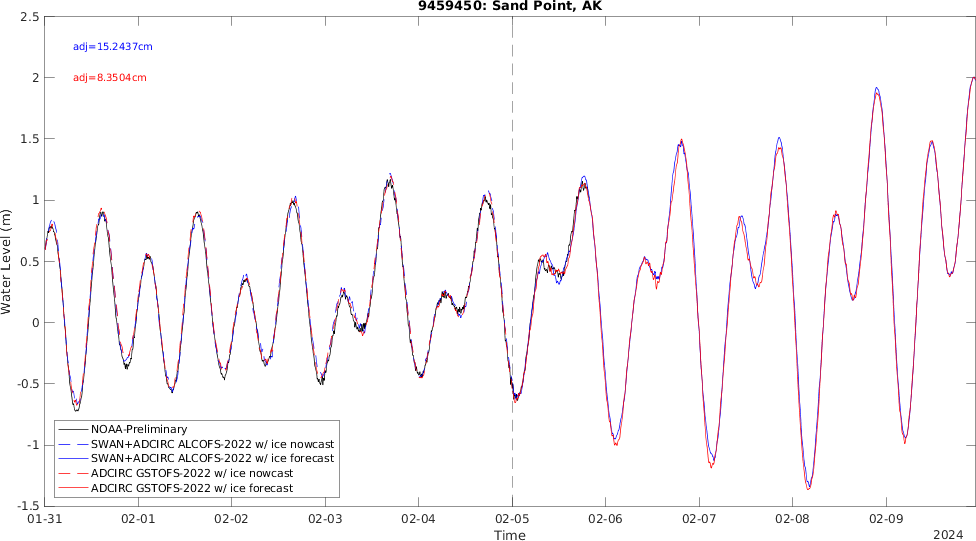 9459450: Sand Point, AK
2.5
2
1.5
1
0.5
0
-0.5
-1
-1.5
Water Level (m)
adj=15.2437cm
adj=8.3504cm
NOAA-Preliminary
SWAN+ADCIRC ALCOFS-2022 w/ ice nowcast
SWAN+ADCIRC ALCOFS-2022 w/ ice forecast
ADCIRC GSTOFS-2022 w/ ice nowcast
ADCIRC GSTOFS-2022 w/ ice forecast
01-31 02-01 02-02 02-03 02-04 02-05 02-06 02-07 02-08 02-09
Time
2024